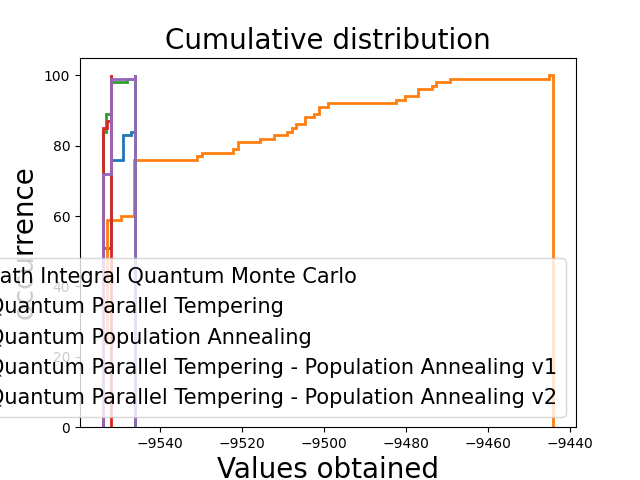 Cumulative distribution
100
80
60
40
20
0
occurrence
ath Integral Quantum Monte Carlo
Quantum Parallel Tempering
Quantum Population Annealing
Quantum Parallel Tempering - Population Annealing v1
Quantum Parallel Tempering - Population Annealing v2
−9540
−9520
−9500
−9480
−9460
−9440
Values obtained